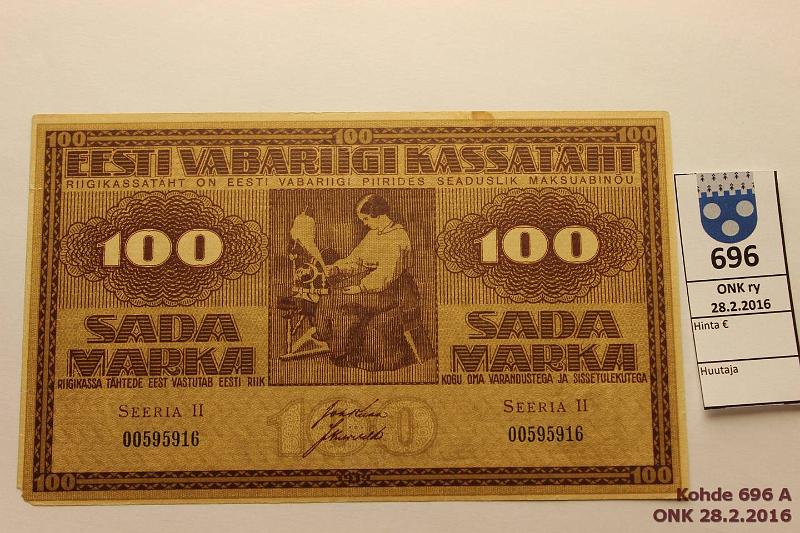 100 100 100
EESTI VABARIIGI KASSATÄHT
RIIGIKASSATÄHT ON EESTI VABARIIGI PIIRIDES SEADUSLIK MAKSUABINÕU
100 100
SADA MARKA
SADA MARKA
RIIGIKASSA TÄHTEDE EEST VASTUTAB EESTI RIIK
KOGU OMA VARANDUSTEGA JA SISSETULEKUTEGA
SEERIA II
00595916
100
SEERIA II
00595916
100 100
696
ONK ry
28.2.2016
Hinta €
Huutaja
Kohde 696 A
ONK 28.2.2016